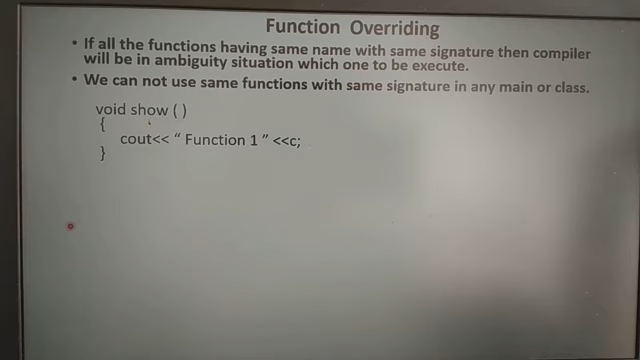 Function Overriding
• If all the functions having same name with same signature then compiler
will be in ambiguity situation which one to be execute.
• We can not use same functions with same signature in any main or class.
void show ( )
{
cout<< “ Function 1 ” <<c;
}